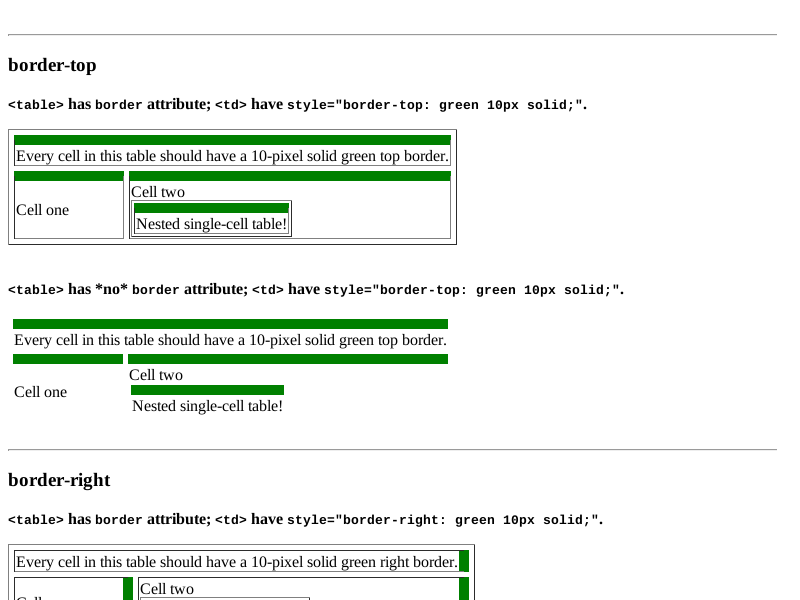 border-top
<table> has border attribute; <td> have style="border-top: green 10px solid;".
Every cell in this table should have a 10-pixel solid green top border.
Cell one
Cell two
Nested single-cell table!
<table> has *no* border attribute; <td> have style="border-top: green 10px solid;".
Every cell in this table should have a 10-pixel solid green top border.
Cell one
Cell two
Nested single-cell table!
border-right
<table> has border attribute; <td> have style="border-right: green 10px solid;".
Every cell in this table should have a 10-pixel solid green right border.
Cell two